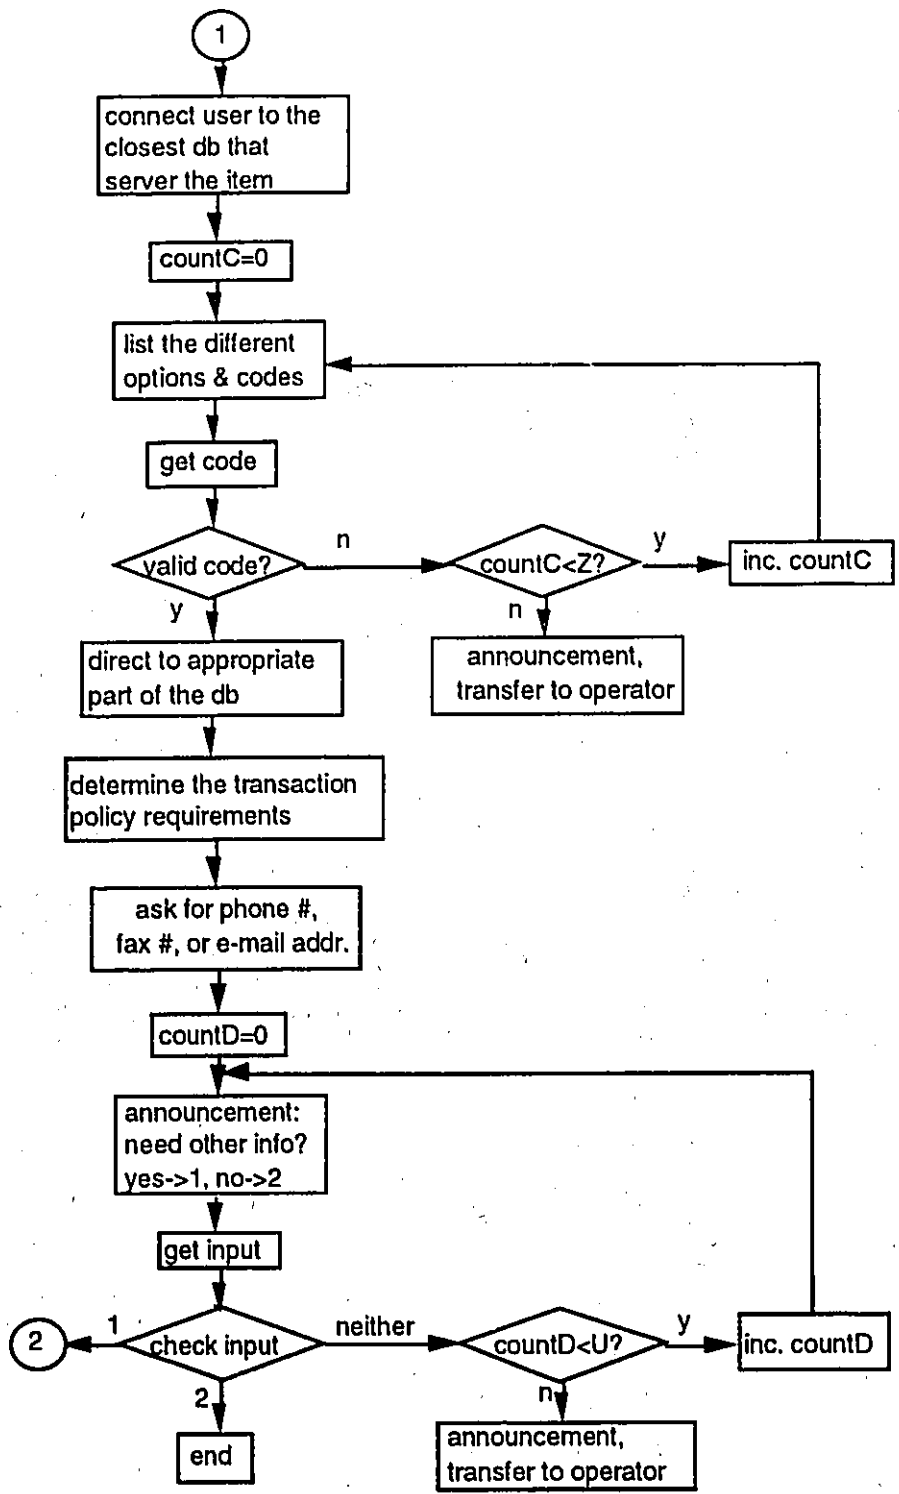 1
connect user to the
closest db that
server the item
countC=0
list the different
options & codes
get code
valid code?
n
countC<Z?
y
inc. countC
y
n
direct to appropriate
part of the db
announcement,
transfer to operator
determine the transaction
policy requirements
ask for phone #,
fax #, or e-mail addr.
countD=0
announcement:
need other info?
yes->1, no->2
get input
2
1
check input
neither
countD<U?
y
inc. countD
2
n
end
announcement,
transfer to operator